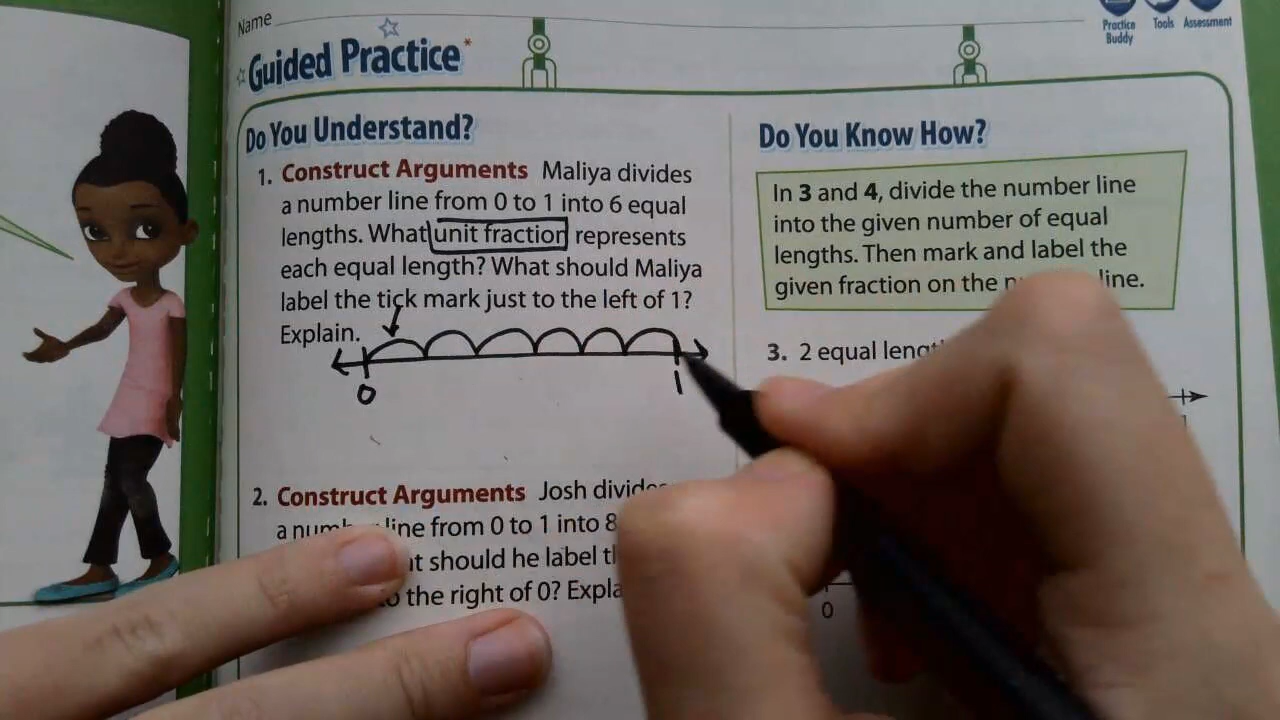 Name
Guided Practice*
Practice Buddy
Tools
Assessment
Do You Understand?
1. Construct Arguments Maliya divides
a number line from 0 to 1 into 6 equal
lengths. What unit fraction represents
each equal length? What should Maliya
label the tick mark just to the left of 1?
Explain.
0 1
2. Construct Arguments Josh
a line from 0 to 1 into 8
should he label
the right of 0?
Do You Know How?
In 3 and 4, divide the number line
into the given number of equal
lengths. Then mark and label the
given fraction on the line.
3. 2 equal
0